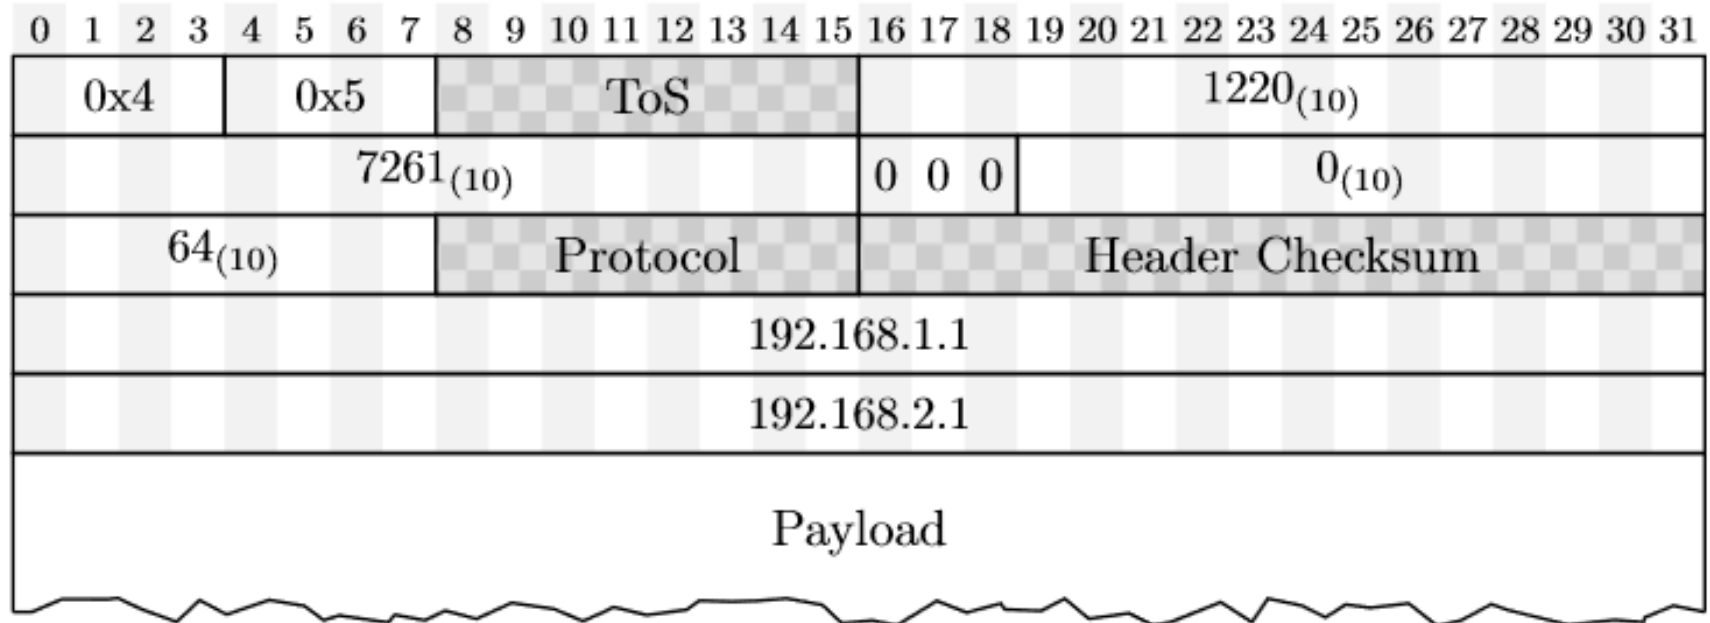 0 1 2 3 4 5 6 7 8 9 10 11 12 13 14 15 16 17 18 19 20 21 22 23 24 25 26 27 28 29 30 31
0x4 0x5 ToS 1220(10)
7261(10) 0 0 0 0(10)
64(10) Protocol Header Checksum
192.168.1.1
192.168.2.1
Payload